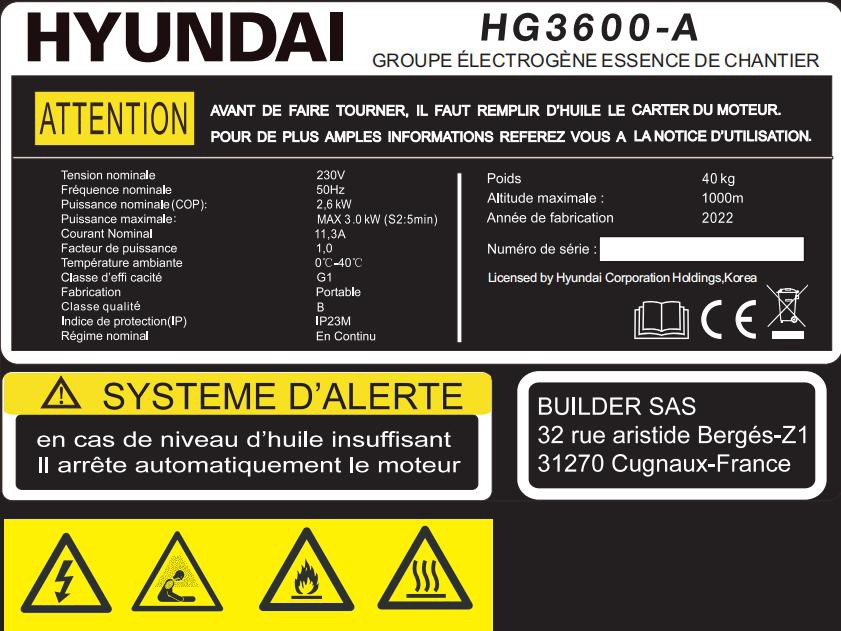 HYUNDAI
HG3600-A
GROUPE ÉLECTROGÈNE ESSENCE DE CHANTIER
ATTENTION
AVANT DE FAIRE TOURNER, IL FAUT REMPLIR D'HUILE LE CARTER DU MOTEUR.
POUR DE PLUS AMPLES INFORMATIONS REFEREZ VOUS A LA NOTICE D'UTILISATION.
Tension nominale 230V
Fréquence nominale 50Hz
Puissance nominale (COP): 2,6 kW
Puissance maximale: MAX 3.0 kW (S2:5min)
Courant Nominal 11,3A
Facteur de puissance 1,0
Température ambiante 0℃-40℃
Classe d'effi cacité G1
Fabrication Portable
Classe qualité B
Indice de protection(IP) IP23M
Régime nominal En Continu
Poids 40 kg
Altitude maximale : 1000m
Année de fabrication 2022
Numéro de série :
Licensed by Hyundai Corporation Holdings,Korea
CE
SYSTEME D'ALERTE
en cas de niveau d'huile insuffisant
Il arrête automatiquement le moteur
BUILDER SAS
32 rue aristide Bergés-Z1
31270 Cugnaux-France